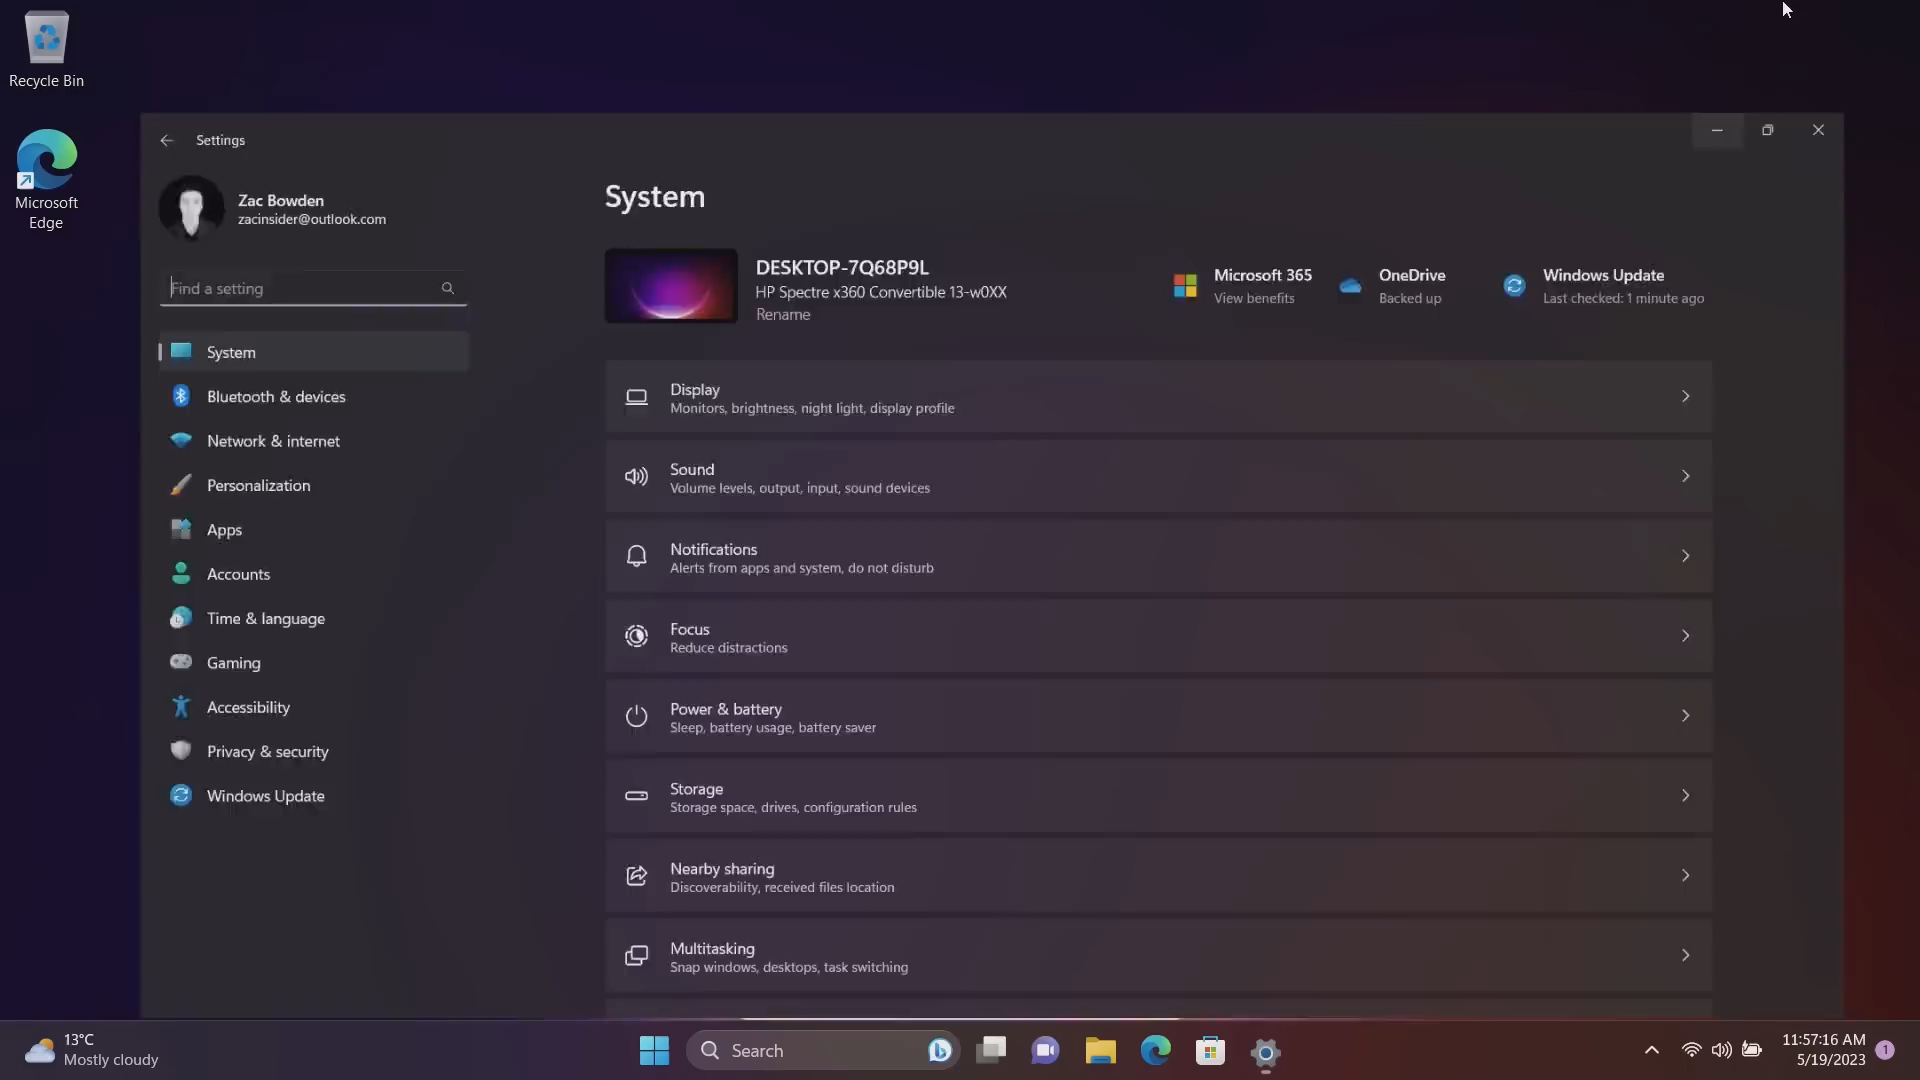 Recycle Bin
Microsoft
Edge
Settings
Zac Bowden
zacinsider@outlook.com
Find a setting
System
Bluetooth & devices
Network & internet
Personalization
Apps
Accounts
Time & language
Gaming
Accessibility
Privacy & security
Windows Update
System
DESKTOP-7Q68P9L
HP Spectre x360 Convertible 13-w0XX
Rename
Microsoft 365
View benefits
OneDrive
Backed up
Windows Update
Last checked: 1 minute ago
Display
Monitors, brightness, night light, display profile
Sound
Volume levels, output, input, sound devices
Notifications
Alerts from apps and system, do not disturb
Focus
Reduce distractions
Power & battery
Sleep, battery usage, battery saver
Storage
Storage space, drives, configuration rules
Nearby sharing
Discoverability, received files location
Multitasking
Snap windows, desktops, task switching
13°C
Mostly cloudy
Search
11:57:16 AM
5/19/2023
1